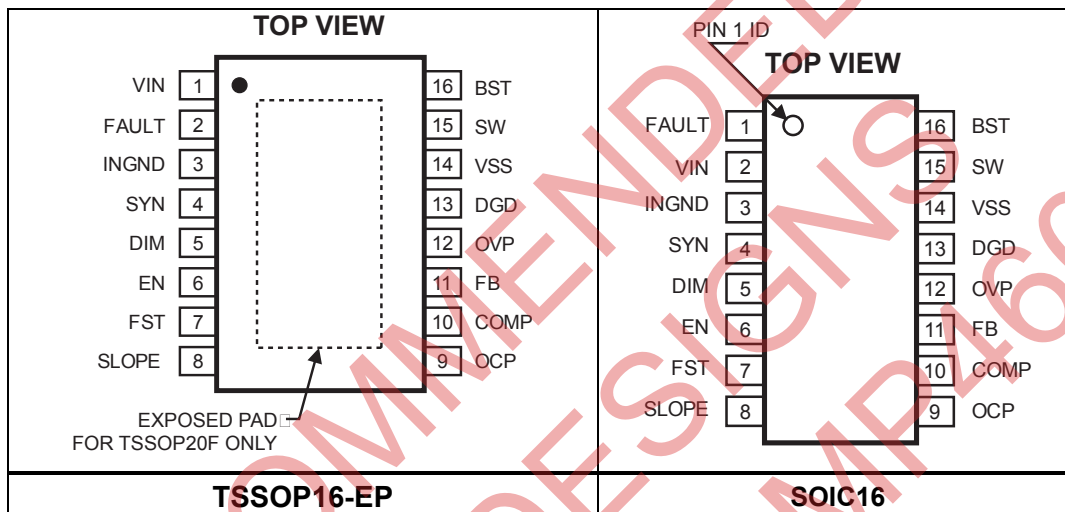 TOP VIEW
VIN 1
FAULT 2
INGND 3
SYN 4
DIM 5
EN 6
FST 7
SLOPE 8
16 BST
15 SW
14 VSS
13 DGD
12 OVP
11 FB
10 COMP
9 OCP
EXPOSED PAD
FOR TSSOP20F ONLY
TSSOP16-EP
PIN 1 ID
TOP VIEW
FAULT 1
VIN 2
INGND 3
SYN 4
DIM 5
EN 6
FST 7
SLOPE 8
16 BST
15 SW
14 VSS
13 DGD
12 OVP
11 FB
10 COMP
9 OCP
SOIC16
DESIGNS